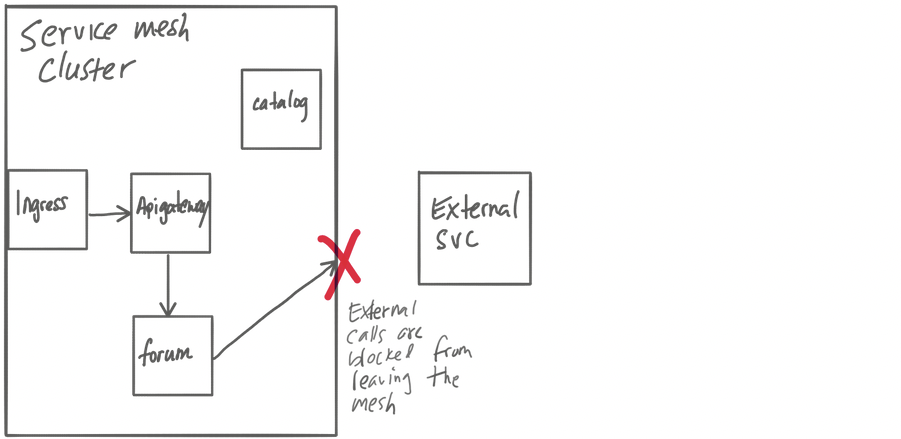 Service mesh
Cluster
catalog
Ingress
Apigateway
forum
External
svc
External
calls are
blocked from
leaving the
mesh